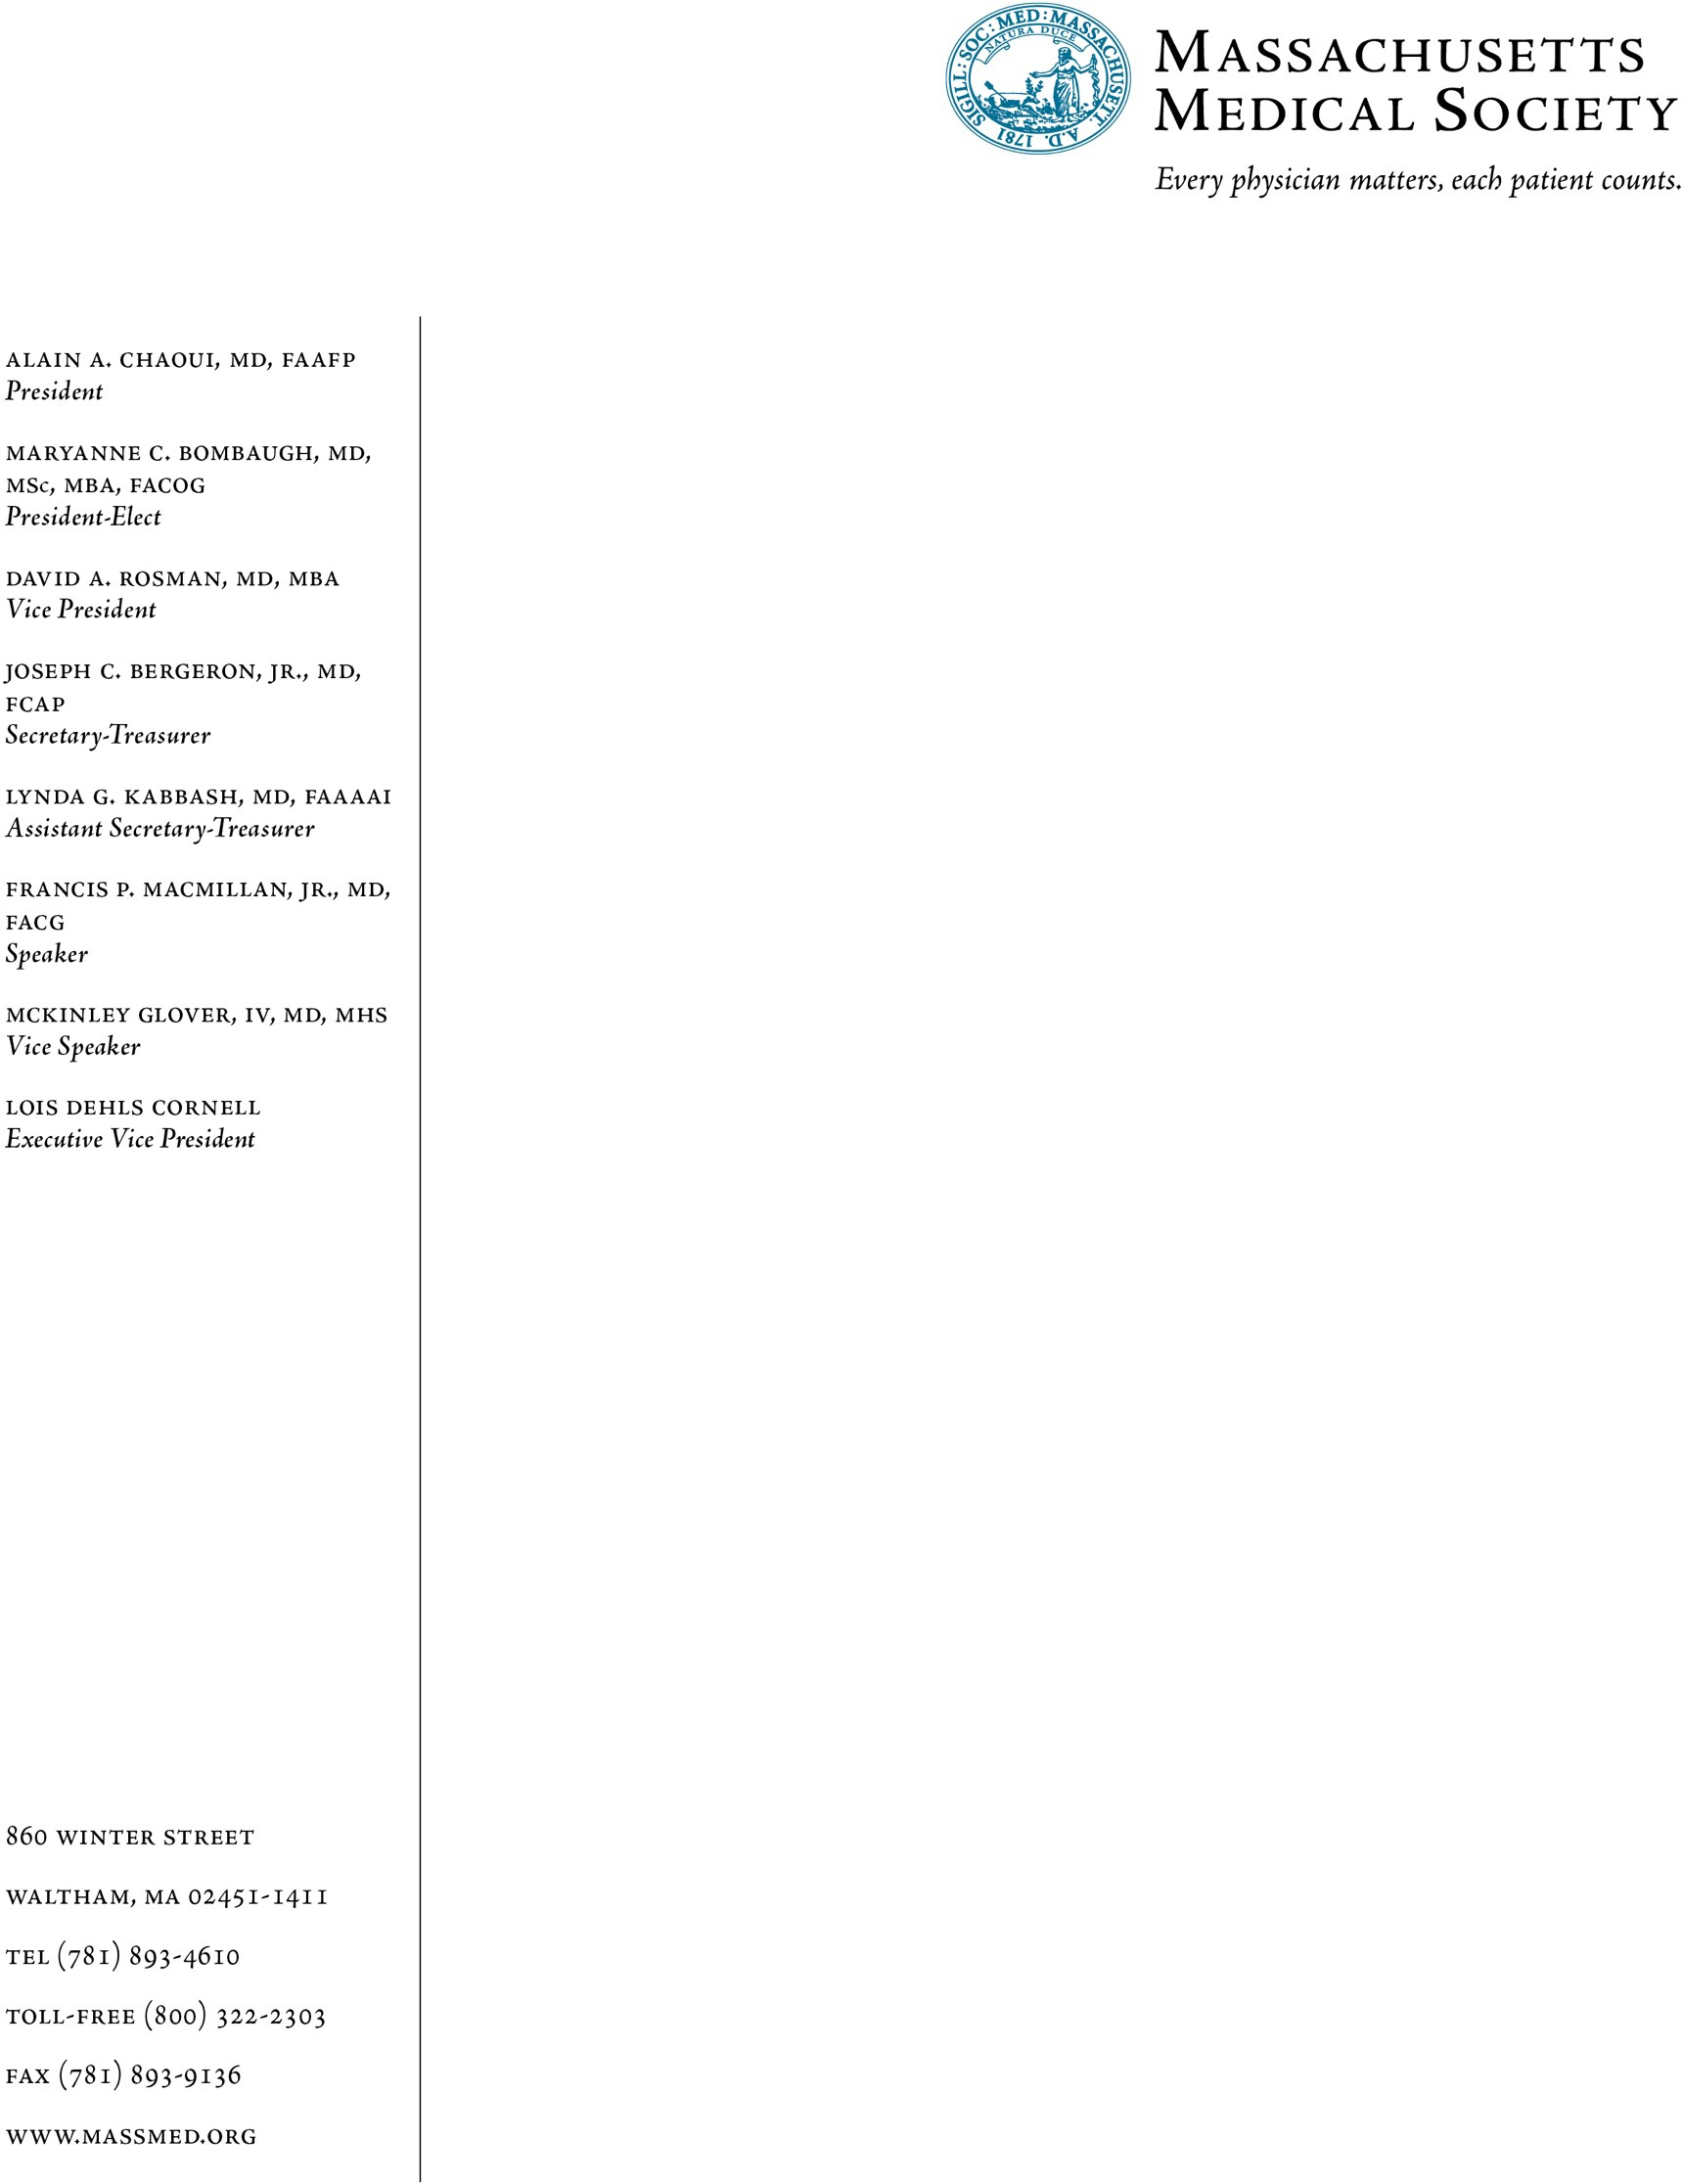 SIGILL: SOC: MED: MASSACHUSETT. A.D. 1781
NATURA DUCE
MASSACHUSETTS
MEDICAL SOCIETY
Every physician matters, each patient counts.
ALAIN A. CHAOUI, MD, FAAFP
President
MARYANNE C. BOMBAUGH, MD,
MSc, MBA, FACOG
President-Elect
DAVID A. ROSMAN, MD, MBA
Vice President
JOSEPH C. BERGERON, JR., MD,
FCAP
Secretary-Treasurer
LYNDA G. KABBASH, MD, FAAAAI
Assistant Secretary-Treasurer
FRANCIS P. MACMILLAN, JR., MD,
FACG
Speaker
MCKINLEY GLOVER, IV, MD, MHS
Vice Speaker
LOIS DEHLS CORNELL
Executive Vice President
860 WINTER STREET
WALTHAM, MA 02451-1411
TEL (781) 893-4610
TOLL-FREE (800) 322-2303
FAX (781) 893-9136
WWW.MASSMED.ORG